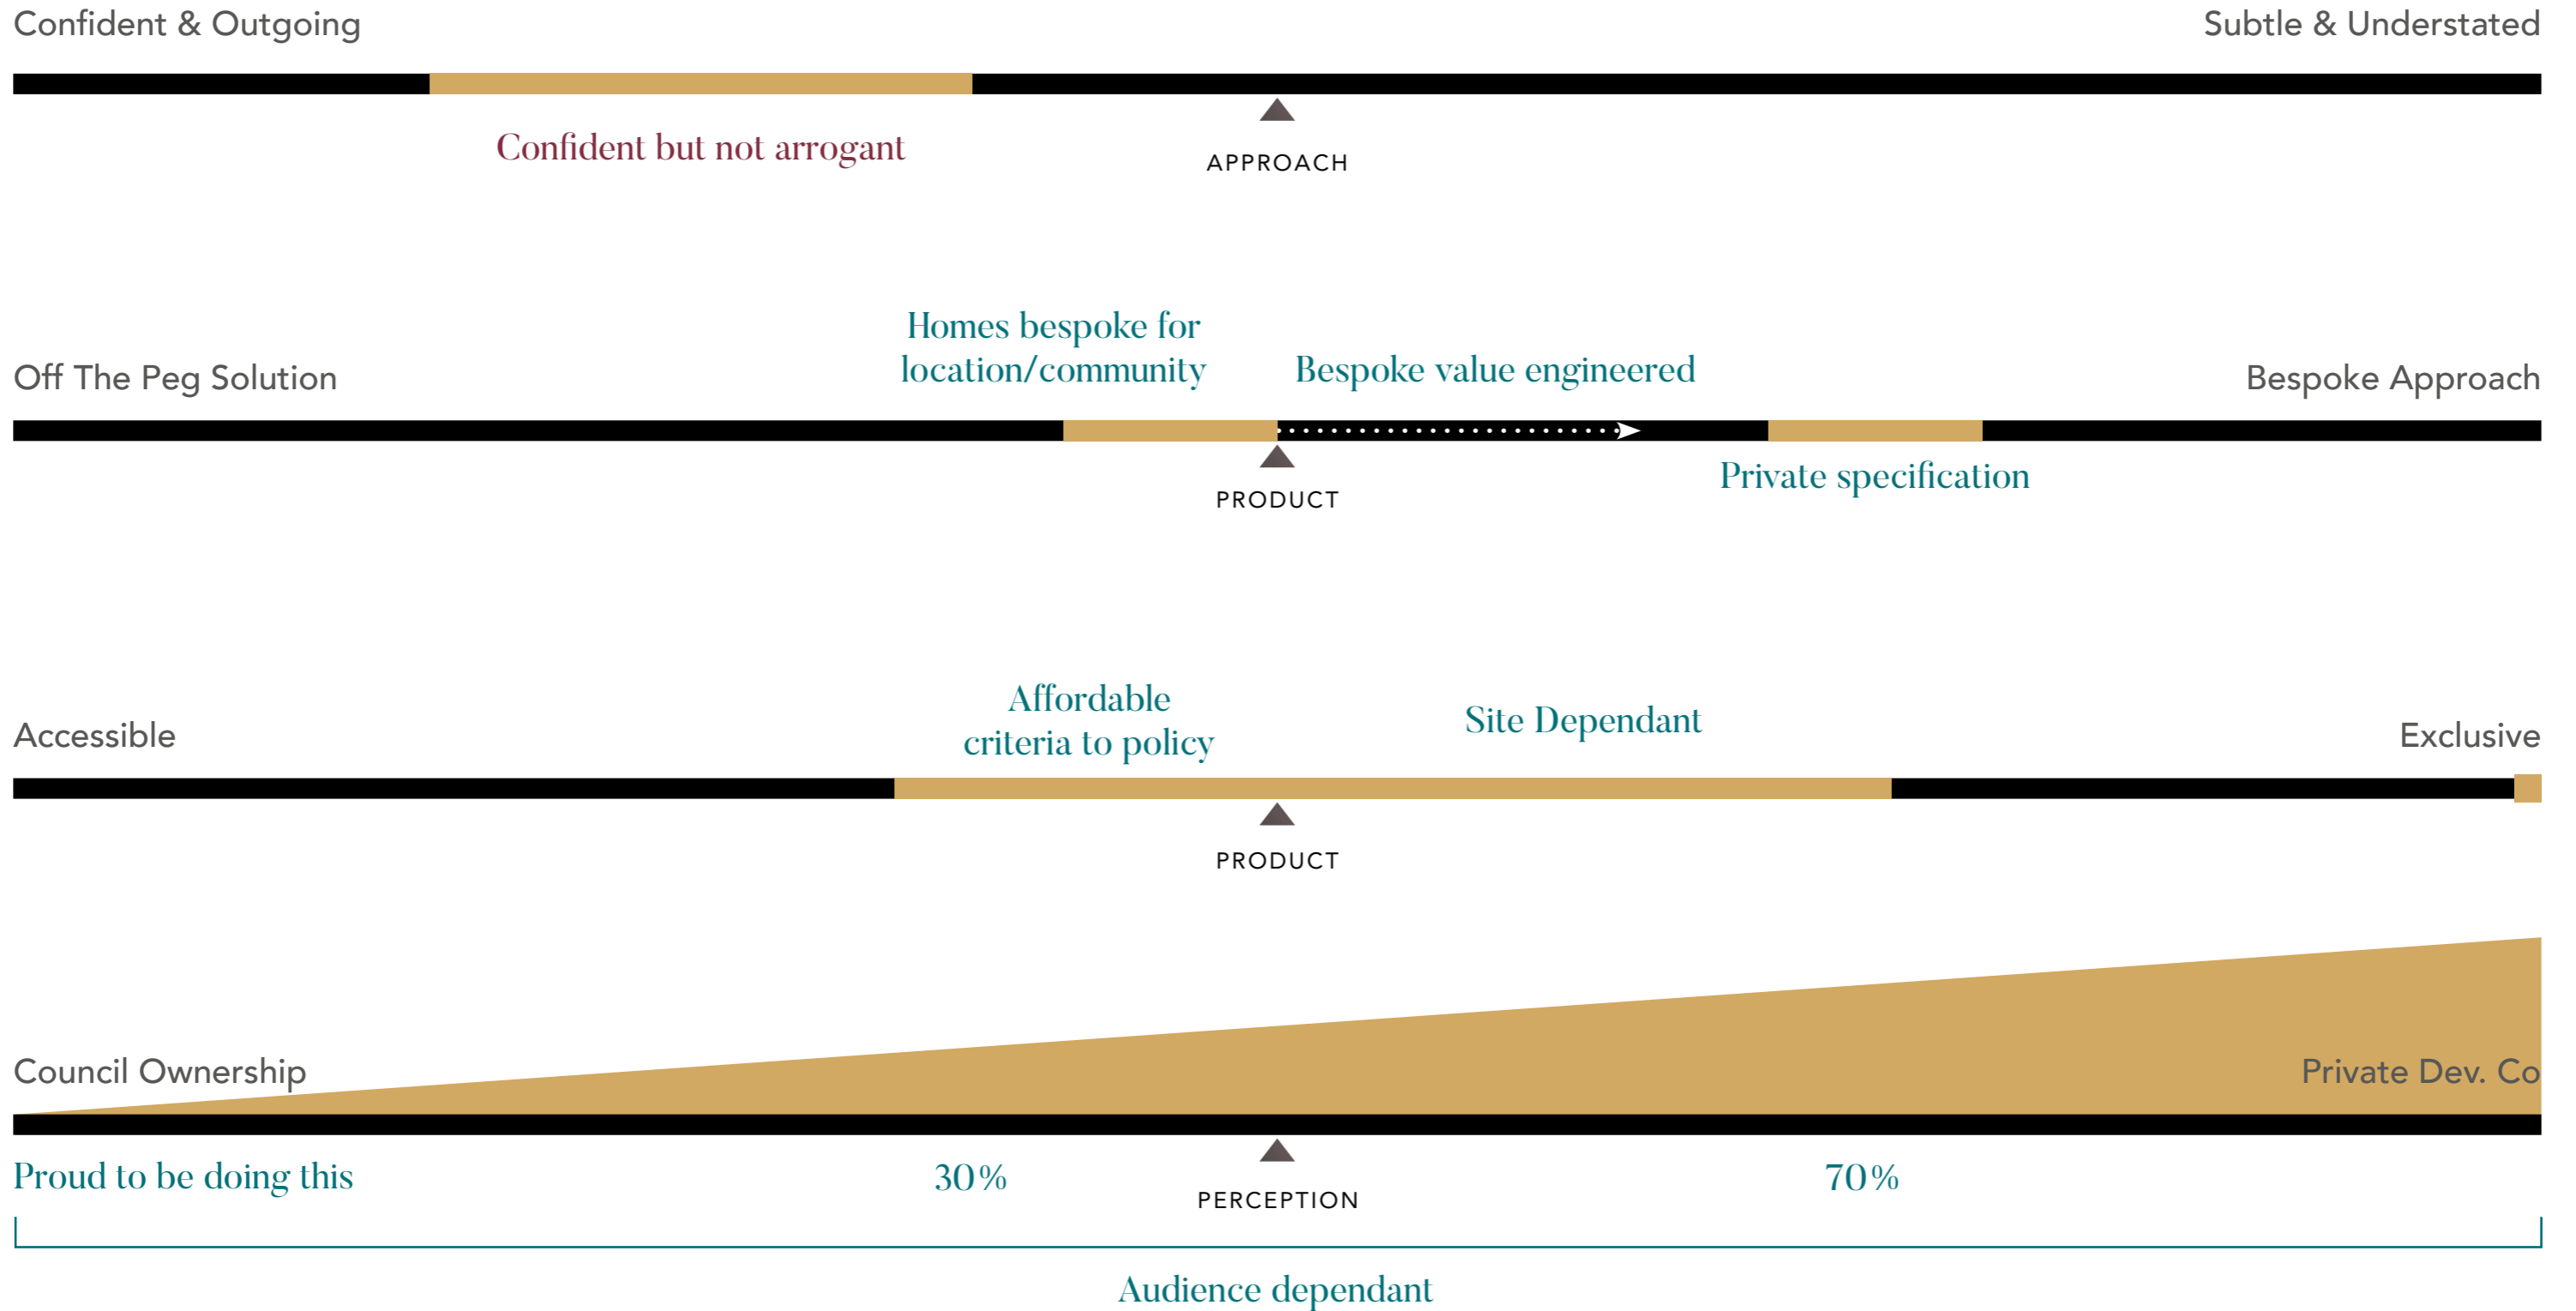 Confident & Outgoing
Subtle & Understated
Confident but not arrogant
APPROACH
Homes bespoke for
location/community
Bespoke value engineered
Off The Peg Solution
Bespoke Approach
Private specification
PRODUCT
Affordable
criteria to policy
Site Dependant
Accessible
Exclusive
PRODUCT
Council Ownership
Private Dev. Co
Proud to be doing this
30%
70%
PERCEPTION
Audience dependant